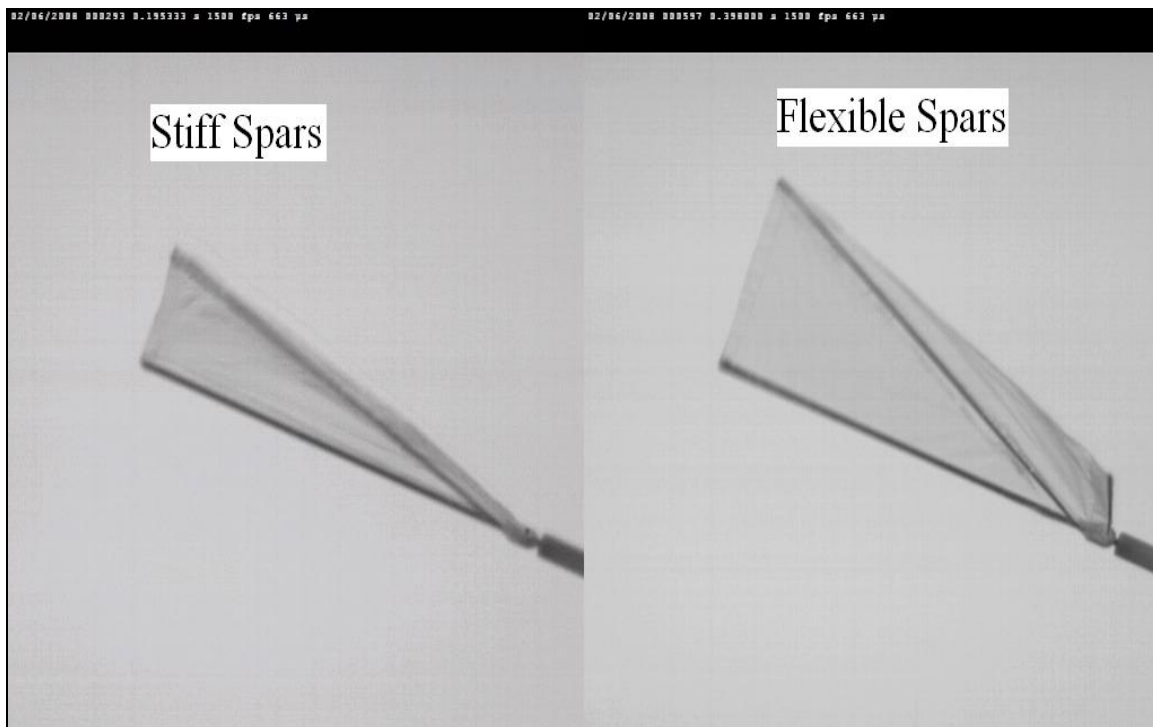 02/06/2008 000293 0.195333 s 1500 fps 663 µs
02/06/2008 000597 0.398000 s 1500 fps 663 µs
Stiff Spars
Flexible Spars